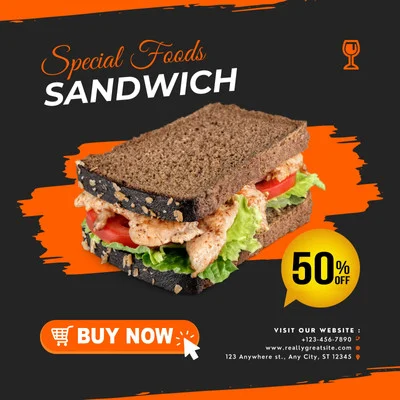 Special Foods
SANDWICH
50% OFF
BUY NOW
VISIT OUR WEBSITE :
+123-456-7890
www.reallygreatsite.com
123 Anywhere st., Any City, ST 12345